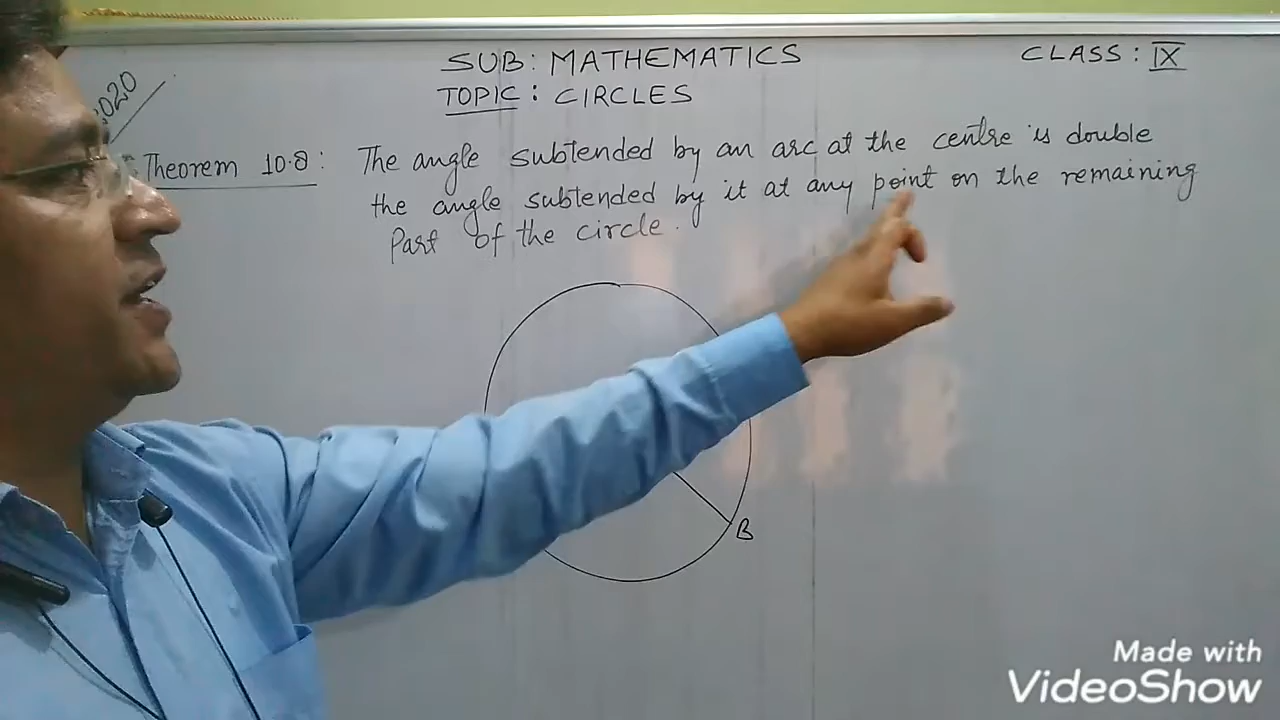 SUB: MATHEMATICS
CLASS: IX
TOPIC: CIRCLES
2020
Theorem 10.8: The angle subtended by an arc at the centre is double
the angle subtended by it at any point on the remaining
Part of the circle.
B
Made with
VideoShow